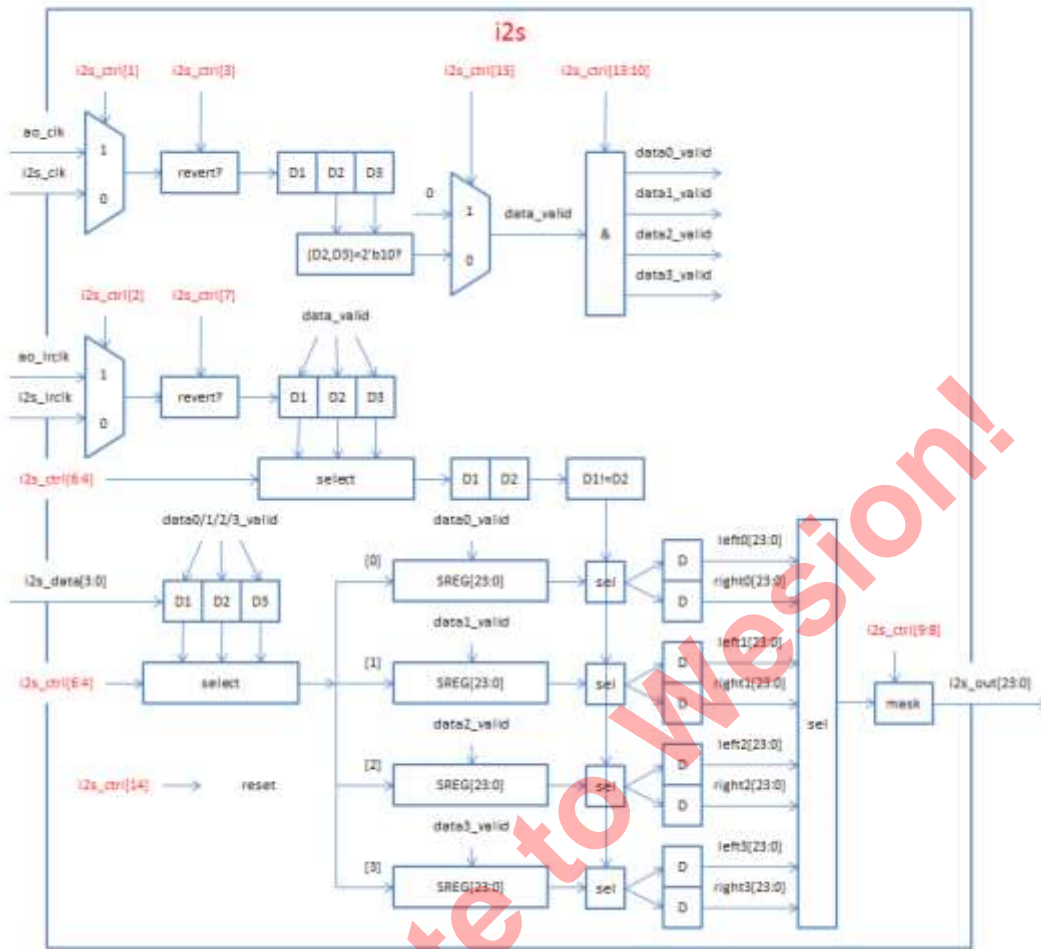 i2s
i2s_ctrl[1]
i2s_ctrl[3]
i2s_ctrl[15]
i2s_ctrl[13:10]
ao_clk
i2s_clk
1
0
revert?
D1 D2 D3
0
1
0
data_valid
&
data0_valid
data1_valid
data2_valid
data3_valid
{D2,D3}=2'b10?
i2s_ctrl[2]
i2s_ctrl[7]
data_valid
ao_lrclk
i2s_lrclk
1
0
revert?
D1 D2 D3
i2s_ctrl[6:4]
select
D1 D2
D1!=D2
data0/1/2/3_valid
i2s_data[3:0]
D1 D2 D3
i2s_ctrl[6:4]
select
data0_valid
[0]
SREG[23:0]
sel
D
D
left0[23:0]
right0[23:0]
data1_valid
[1]
SREG[23:0]
sel
D
D
left1[23:0]
right1[23:0]
data2_valid
[2]
SREG[23:0]
sel
D
D
left2[23:0]
right2[23:0]
data3_valid
[3]
SREG[23:0]
sel
D
D
left3[23:0]
right3[23:0]
sel
i2s_ctrl[9:8]
mask
i2s_out[23:0]
i2s_ctrl[14]
reset
te to Wesion!